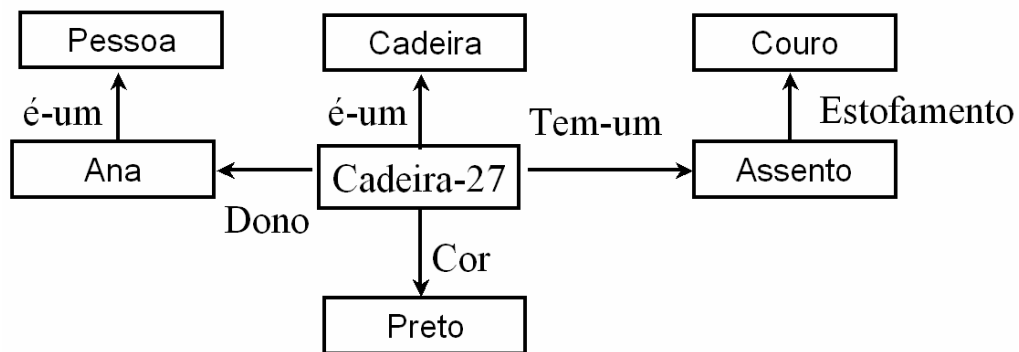 Pessoa
Cadeira
Couro
é-um
é-um
Tem-um
Estofamento
Ana
Cadeira-27
Assento
Dono
Cor
Preto